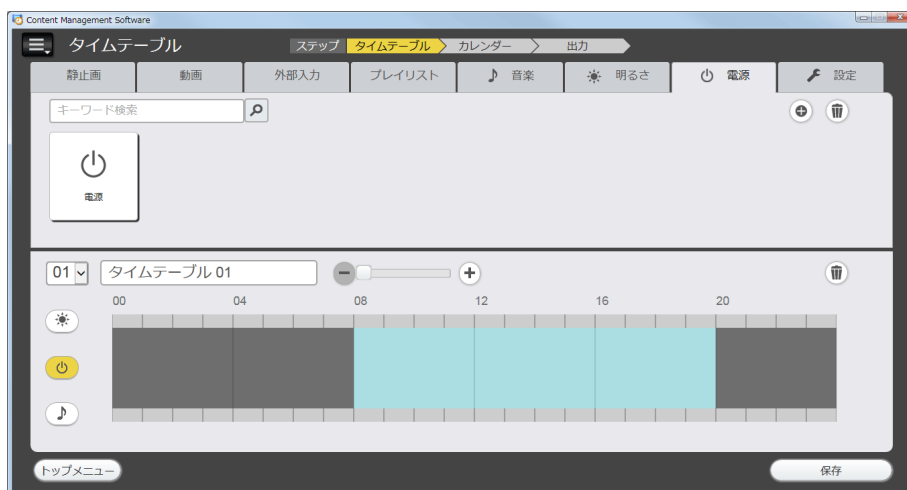 Content Management Software
タイムテーブル
ステップ タイムテーブル カレンダー 出力
静止画 動画 外部入力 プレイリスト 音楽 明るさ 電源 設定
キーワード検索
電源
01 タイムテーブル 01
00 04 08 12 16 20
トップメニュー 保存